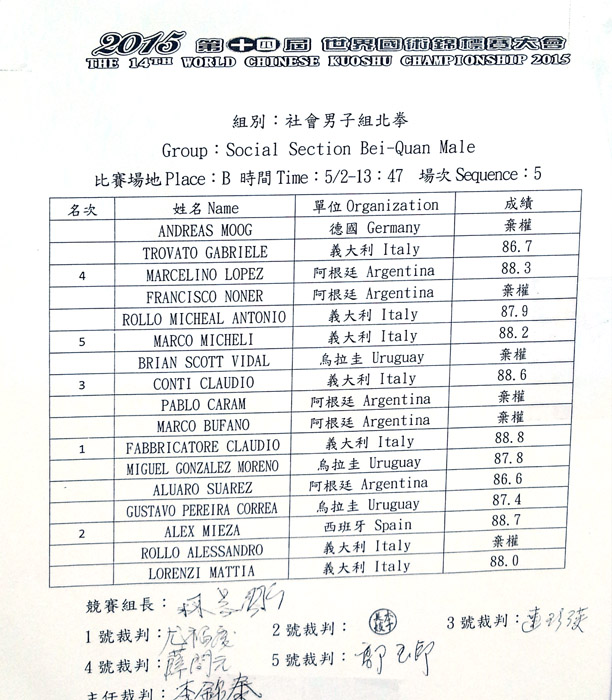 2015 第十四屆 世界國術錦標賽大會
THE 14TH WORLD CHINESE KUOSHU CHAMPIONSHIP 2015
組別：社會男子組北拳
Group：Social Section Bei-Quan Male
比賽場地 Place：B 時間 Time：5/2-13：47 場次 Sequence：5
名次 姓名 Name 單位 Organization 成績
ANDREAS MOOG 德國 Germany 棄權
TROVATO GABRIELE 義大利 Italy 86.7
4 MARCELINO LOPEZ 阿根廷 Argentina 88.3
FRANCISCO NONER 阿根廷 Argentina 棄權
ROLLO MICHEAL ANTONIO 義大利 Italy 87.9
5 MARCO MICHELI 義大利 Italy 88.2
BRIAN SCOTT VIDAL 烏拉圭 Uruguay 棄權
3 CONTI CLAUDIO 義大利 Italy 88.6
PABLO CARAM 阿根廷 Argentina 棄權
MARCO BUFANO 阿根廷 Argentina 棄權
1 FABBRICATORE CLAUDIO 義大利 Italy 88.8
MIGUEL GONZALEZ MORENO 烏拉圭 Uruguay 87.8
ALUARO SUAREZ 阿根廷 Argentina 86.6
GUSTAVO PEREIRA CORREA 烏拉圭 Uruguay 87.4
2 ALEX MIEZA 西班牙 Spain 88.7
ROLLO ALESSANDRO 義大利 Italy 棄權
LORENZI MATTIA 義大利 Italy 88.0
競賽組長：
1號裁判： 2號裁判： 3號裁判：
4號裁判： 5號裁判：
主任裁判：